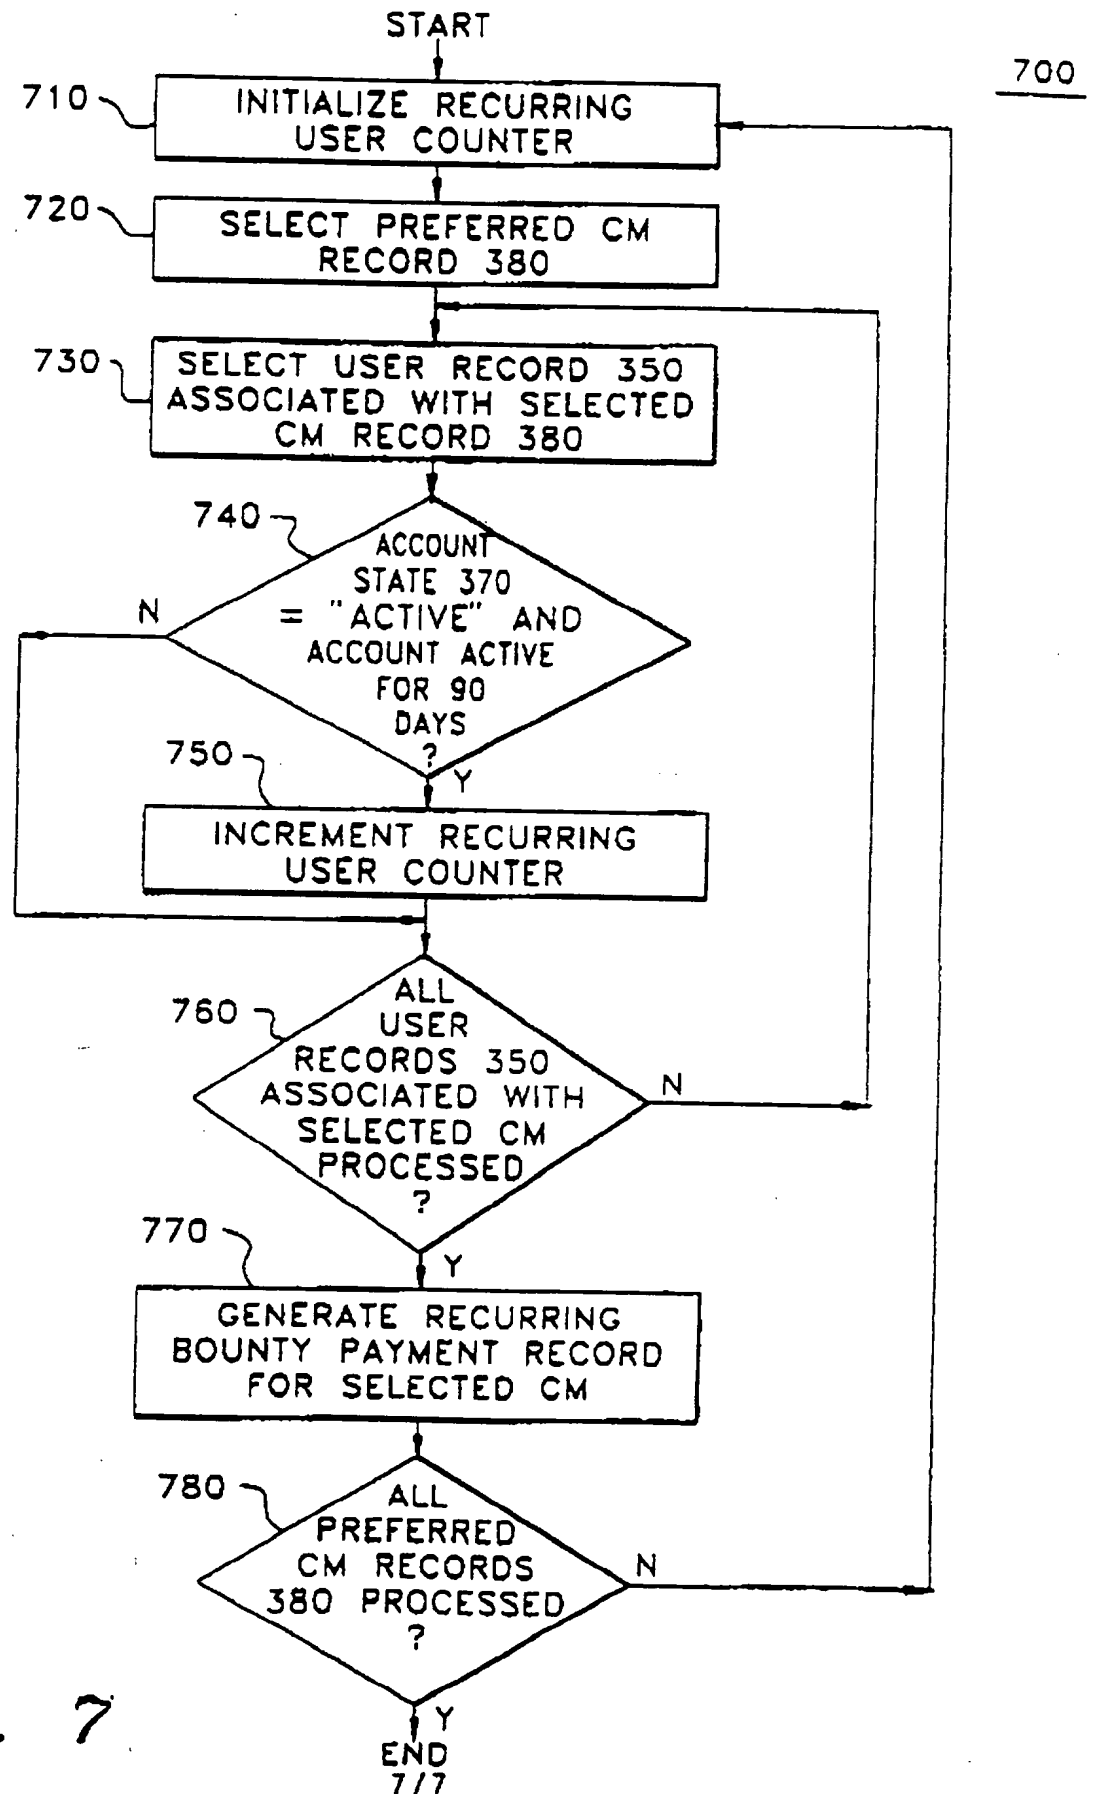 START
700
710
INITIALIZE RECURRING
USER COUNTER
720
SELECT PREFERRED CM
RECORD 380
730
SELECT USER RECORD 350
ASSOCIATED WITH SELECTED
CM RECORD 380
740
ACCOUNT
STATE 370
= "ACTIVE" AND
ACCOUNT ACTIVE
FOR 90
DAYS
?
N
Y
750
INCREMENT RECURRING
USER COUNTER
760
ALL
USER
RECORDS 350
ASSOCIATED WITH
SELECTED CM
PROCESSED
?
N
Y
770
GENERATE RECURRING
BOUNTY PAYMENT RECORD
FOR SELECTED CM
780
ALL
PREFERRED
CM RECORDS
380 PROCESSED
?
N
Y
. 7
END
7/7